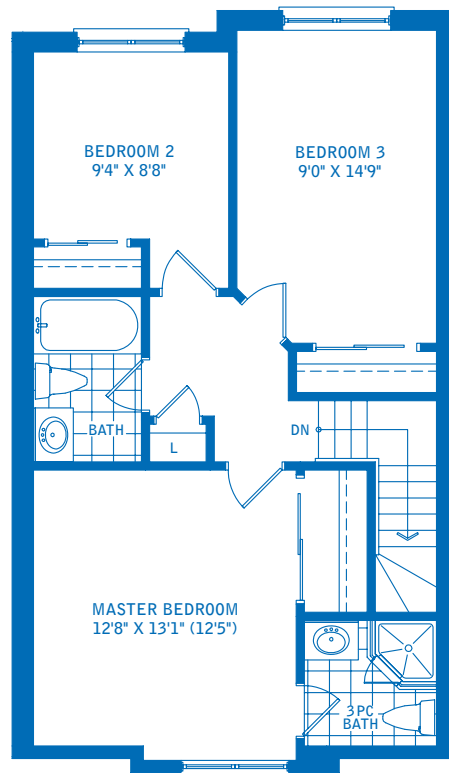 BEDROOM 2
9'4" X 8'8"
BEDROOM 3
9'0" X 14'9"
BATH
L
DN
MASTER BEDROOM
12'8" X 13'1" (12'5")
3PC
BATH